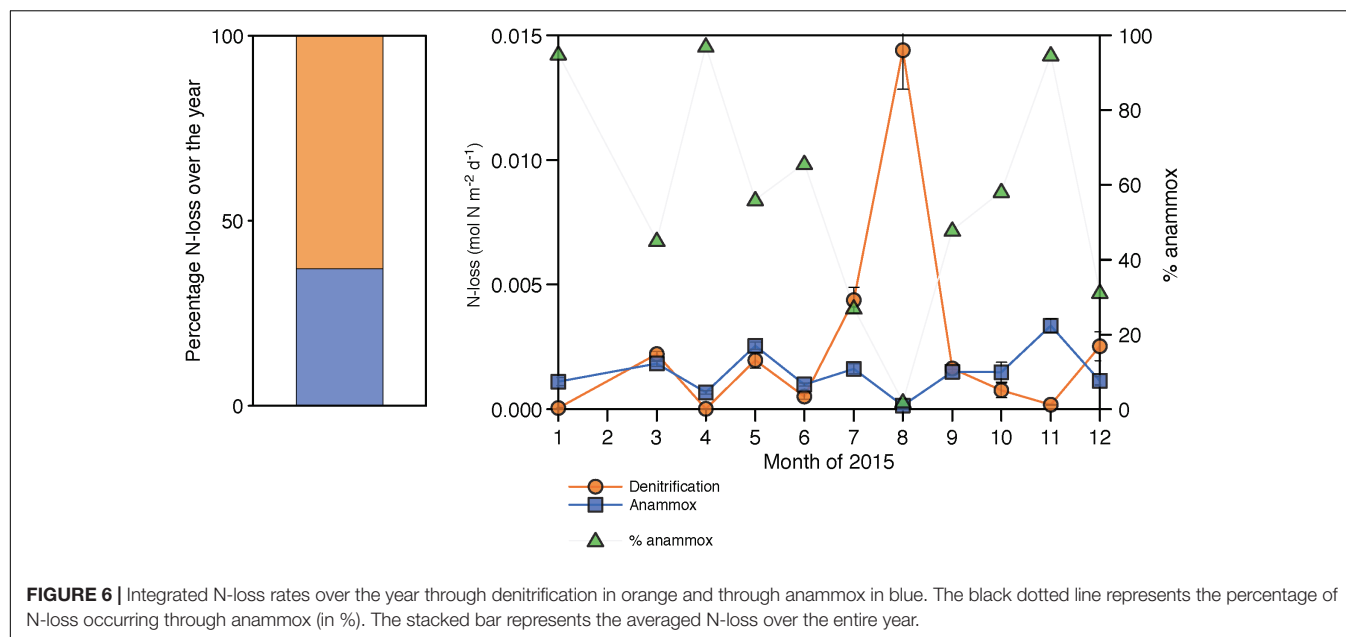 Percentage N-loss over the year
100
50
0
N-loss (mol N m-2 d-1)
0.015
0.010
0.005
0.000
100
80
60
40
20
0
% anammox
1 2 3 4 5 6 7 8 9 10 11 12
Month of 2015
Denitrification
Anammox
% anammox
FIGURE 6 | Integrated N-loss rates over the year through denitrification in orange and through anammox in blue. The black dotted line represents the percentage of
N-loss occurring through anammox (in %). The stacked bar represents the averaged N-loss over the entire year.